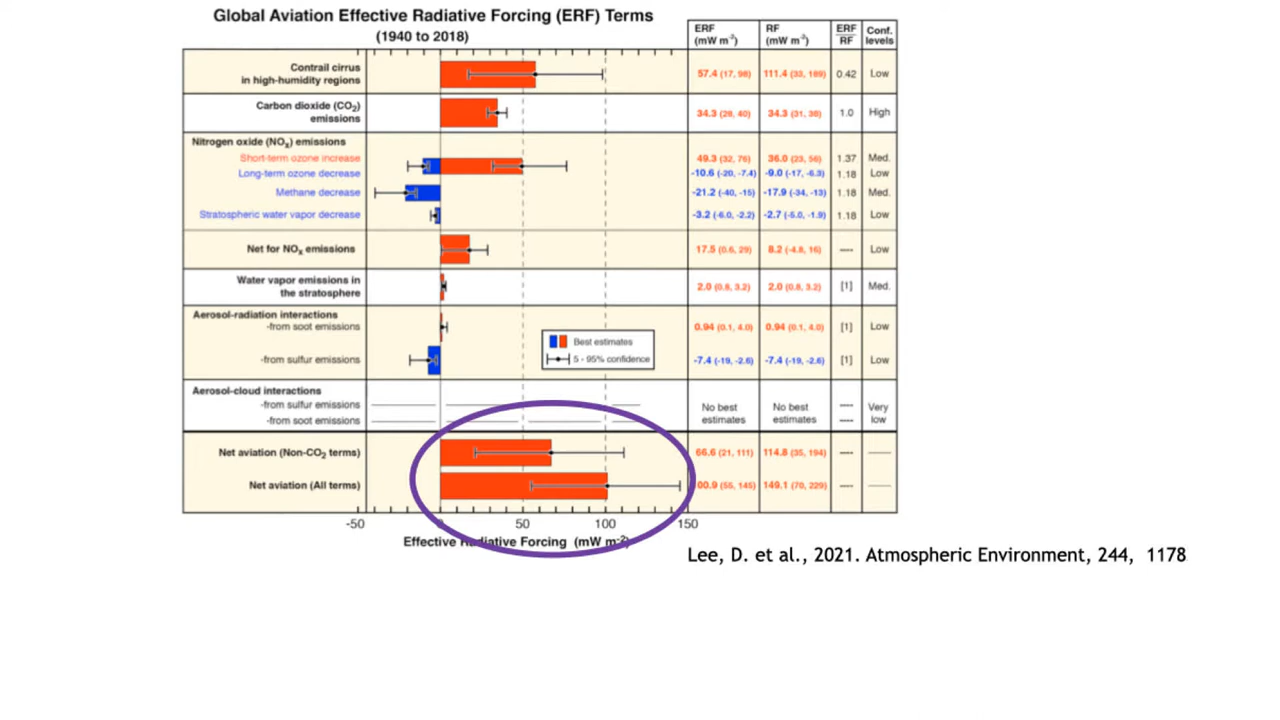 Global Aviation Effective Radiative Forcing (ERF) Terms
(1940 to 2018)
ERF (mW m⁻²) RF (mW m⁻²) ERF/RF Conf. levels
Contrail cirrus in high-humidity regions 57.4 (17, 98) 111.4 (33, 189) 0.42 Low
Carbon dioxide (CO₂) emissions 34.3 (28, 40) 34.3 (31, 38) 1.0 High
Nitrogen oxide (NOₓ) emissions
Short-term ozone increase 49.3 (32, 76) 36.0 (23, 56) 1.37 Med.
Long-term ozone decrease -10.6 (-20, -7.4) -9.0 (-17, -6.3) 1.18 Low
Methane decrease -21.2 (-40, -15) -17.9 (-34, -13) 1.18 Med.
Stratospheric water vapor decrease -3.2 (-6.0, -2.2) -2.7 (-5.0, -1.9) 1.18 Low
Net for NOₓ emissions 17.5 (0.6, 29) 8.2 (-4.8, 16) ---- Low
Water vapor emissions in the stratosphere 2.0 (0.8, 3.2) 2.0 (0.8, 3.2) [1] Med.
Aerosol-radiation interactions
-from soot emissions 0.94 (0.1, 4.0) 0.94 (0.1, 4.0) [1] Low
-from sulfur emissions -7.4 (-19, -2.6) -7.4 (-19, -2.6) [1] Low
Best estimates
5 - 95% confidence
Aerosol-cloud interactions
-from sulfur emissions
-from soot emissions
No best estimates No best estimates ---- ---- Very low
Net aviation (Non-CO₂ terms) 66.6 (21, 111) 114.8 (35, 194) ----
Net aviation (All terms) 00.9 (55, 145) 149.1 (70, 229) ----
-50 0 50 100 150
Effective Radiative Forcing (mW m⁻²)
Lee, D. et al., 2021. Atmospheric Environment, 244, 1178